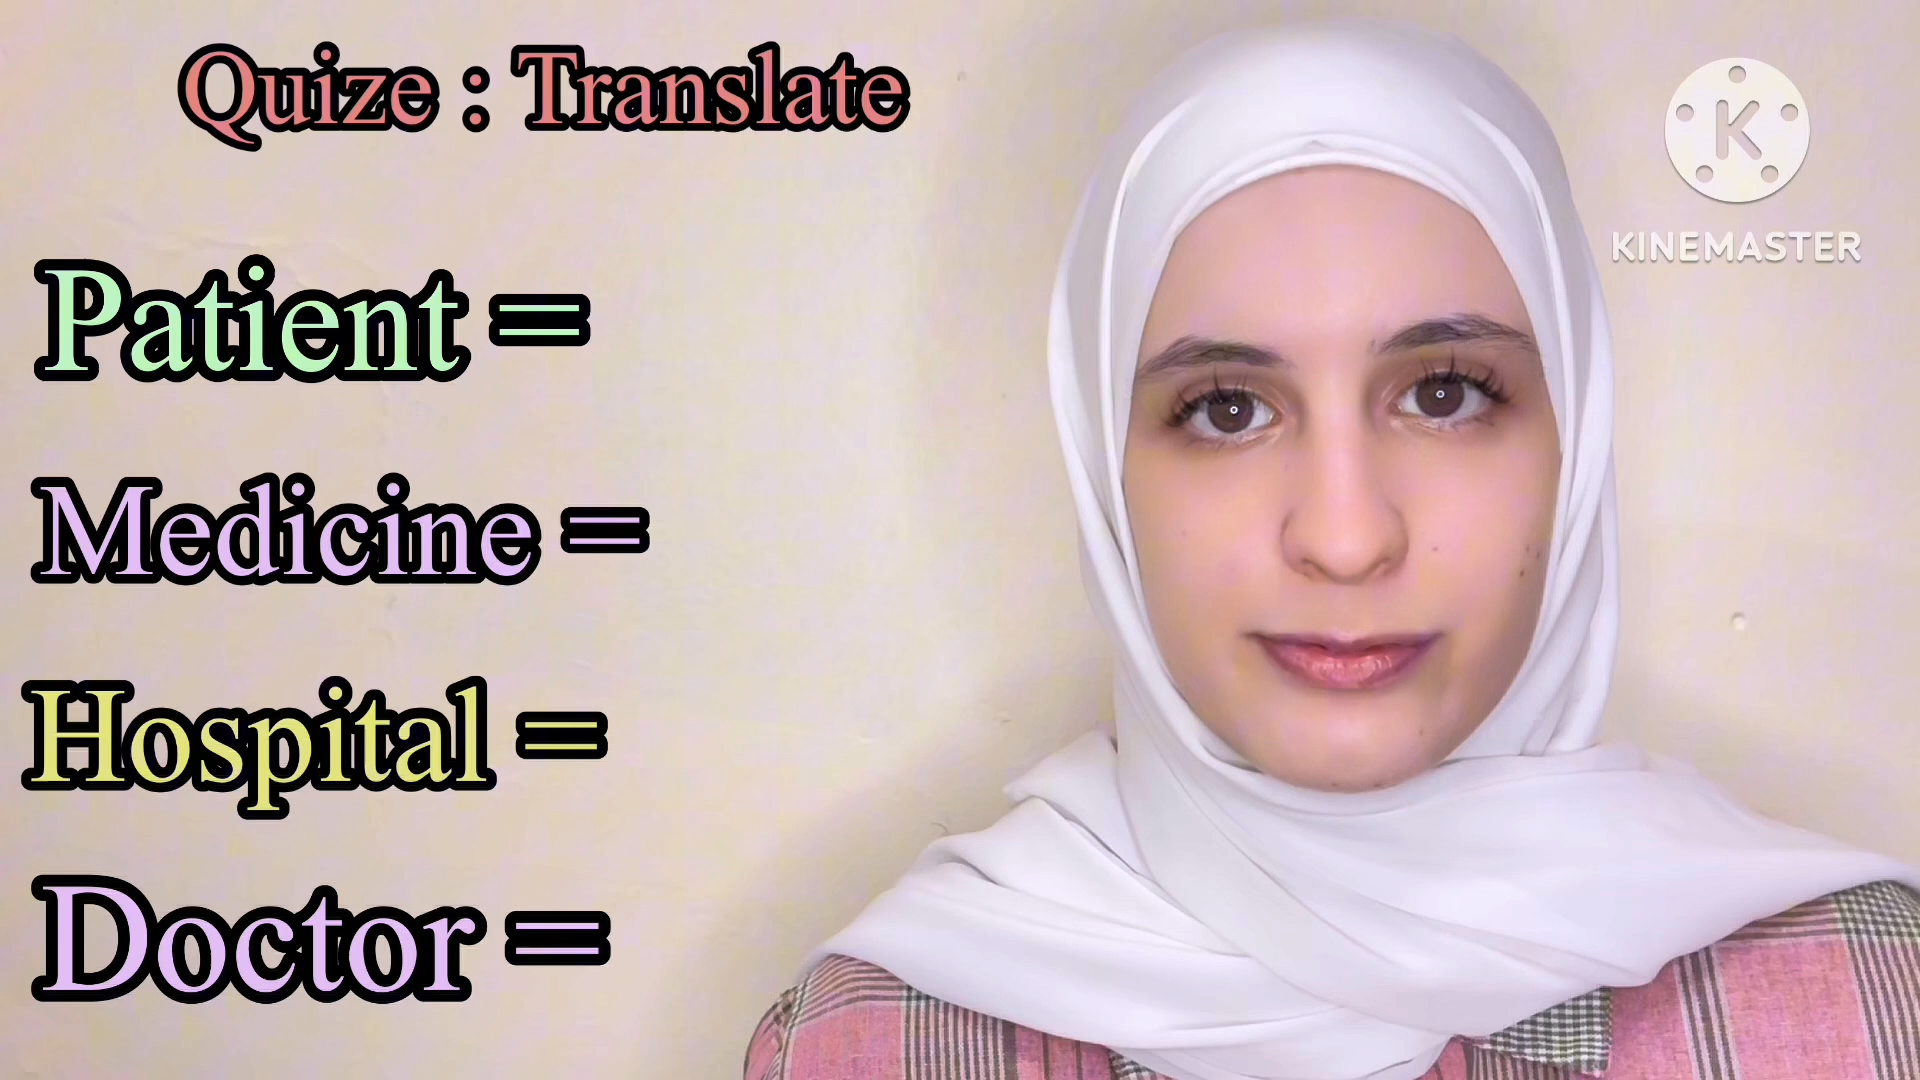 Quize : Translate
Patient =
Medicine =
Hospital =
Doctor =
K
KINEMASTER